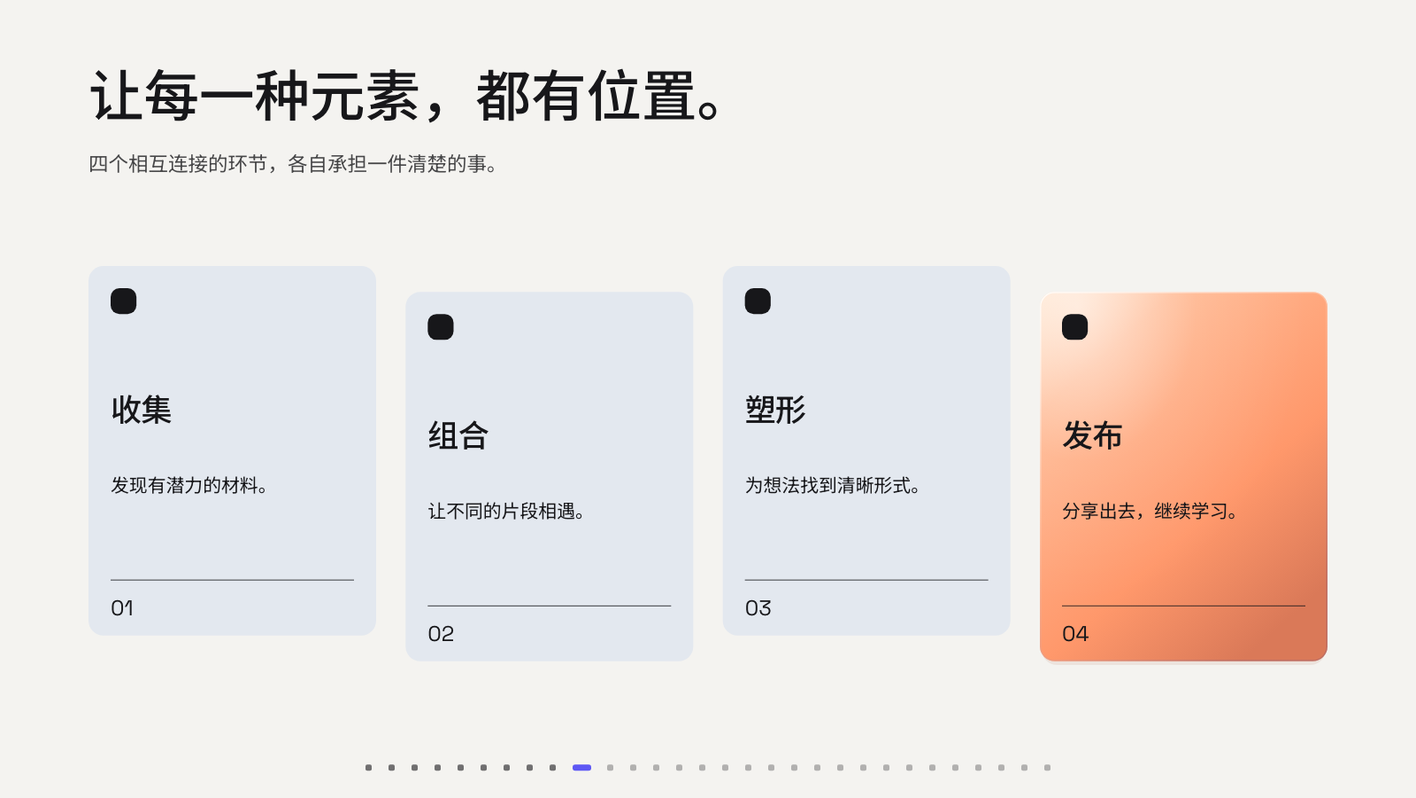 让每一种元素，都有位置。
四个相互连接的环节，各自承担一件清楚的事。
收集
发现有潜力的材料。
01
组合
让不同的片段相遇。
02
塑形
为想法找到清晰形式。
03
发布
分享出去，继续学习。
04